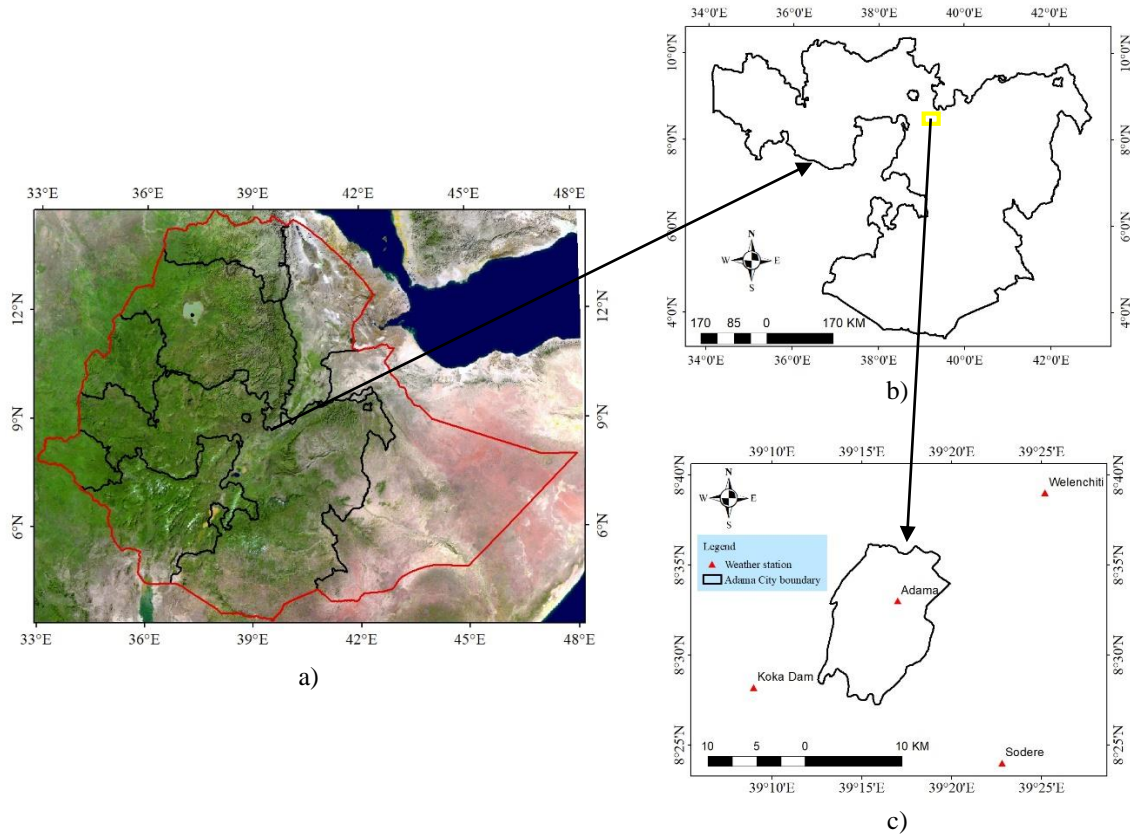 33°E 36°E 39°E 42°E 45°E 48°E
12°N
9°N
6°N
12°N
9°N
6°N
33°E 36°E 39°E 42°E 45°E 48°E
a)
34°0'E 36°0'E 38°0'E 40°0'E 42°0'E
10°0'N
8°0'N
6°0'N
4°0'N
10°0'N
8°0'N
6°0'N
4°0'N
N
W E
S
170 85 0 170 KM
34°0'E 36°0'E 38°0'E 40°0'E 42°0'E
b)
39°10'E 39°15'E 39°20'E 39°25'E
8°40'N
8°35'N
8°30'N
8°25'N
8°40'N
8°35'N
8°30'N
8°25'N
N
W E
S
Welenchiti
Legend
Weather station
Adama City boundary
Adama
Koka Dam
Sodere
10 5 0 10 KM
39°10'E 39°15'E 39°20'E 39°25'E
c)